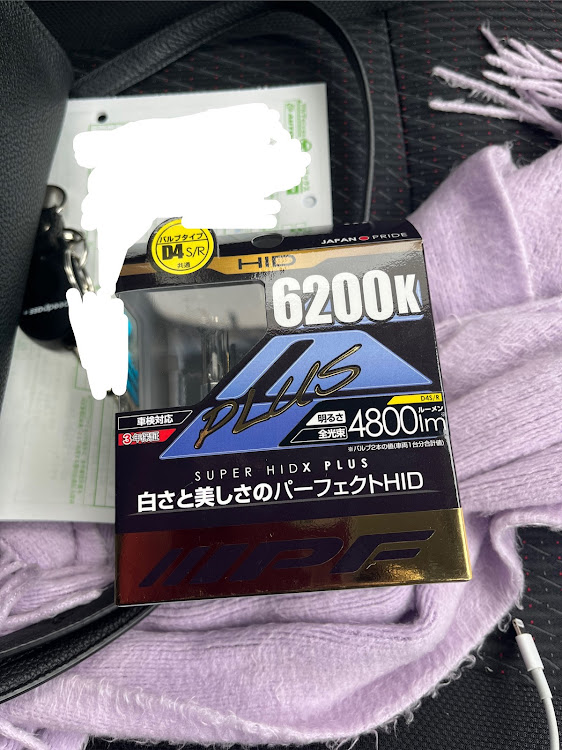 JAPAN PRIDE
バルブタイプ
D4 S/R
共通
HID
6200K
PLUS
車検対応
3年保証
D4S/R
明るさ
全光束
4800lm
ルーメン
※バルブ2本の値(車両1台分合計値)
SUPER HIDX PLUS
白さと美しさのパーフェクトHID
IPF